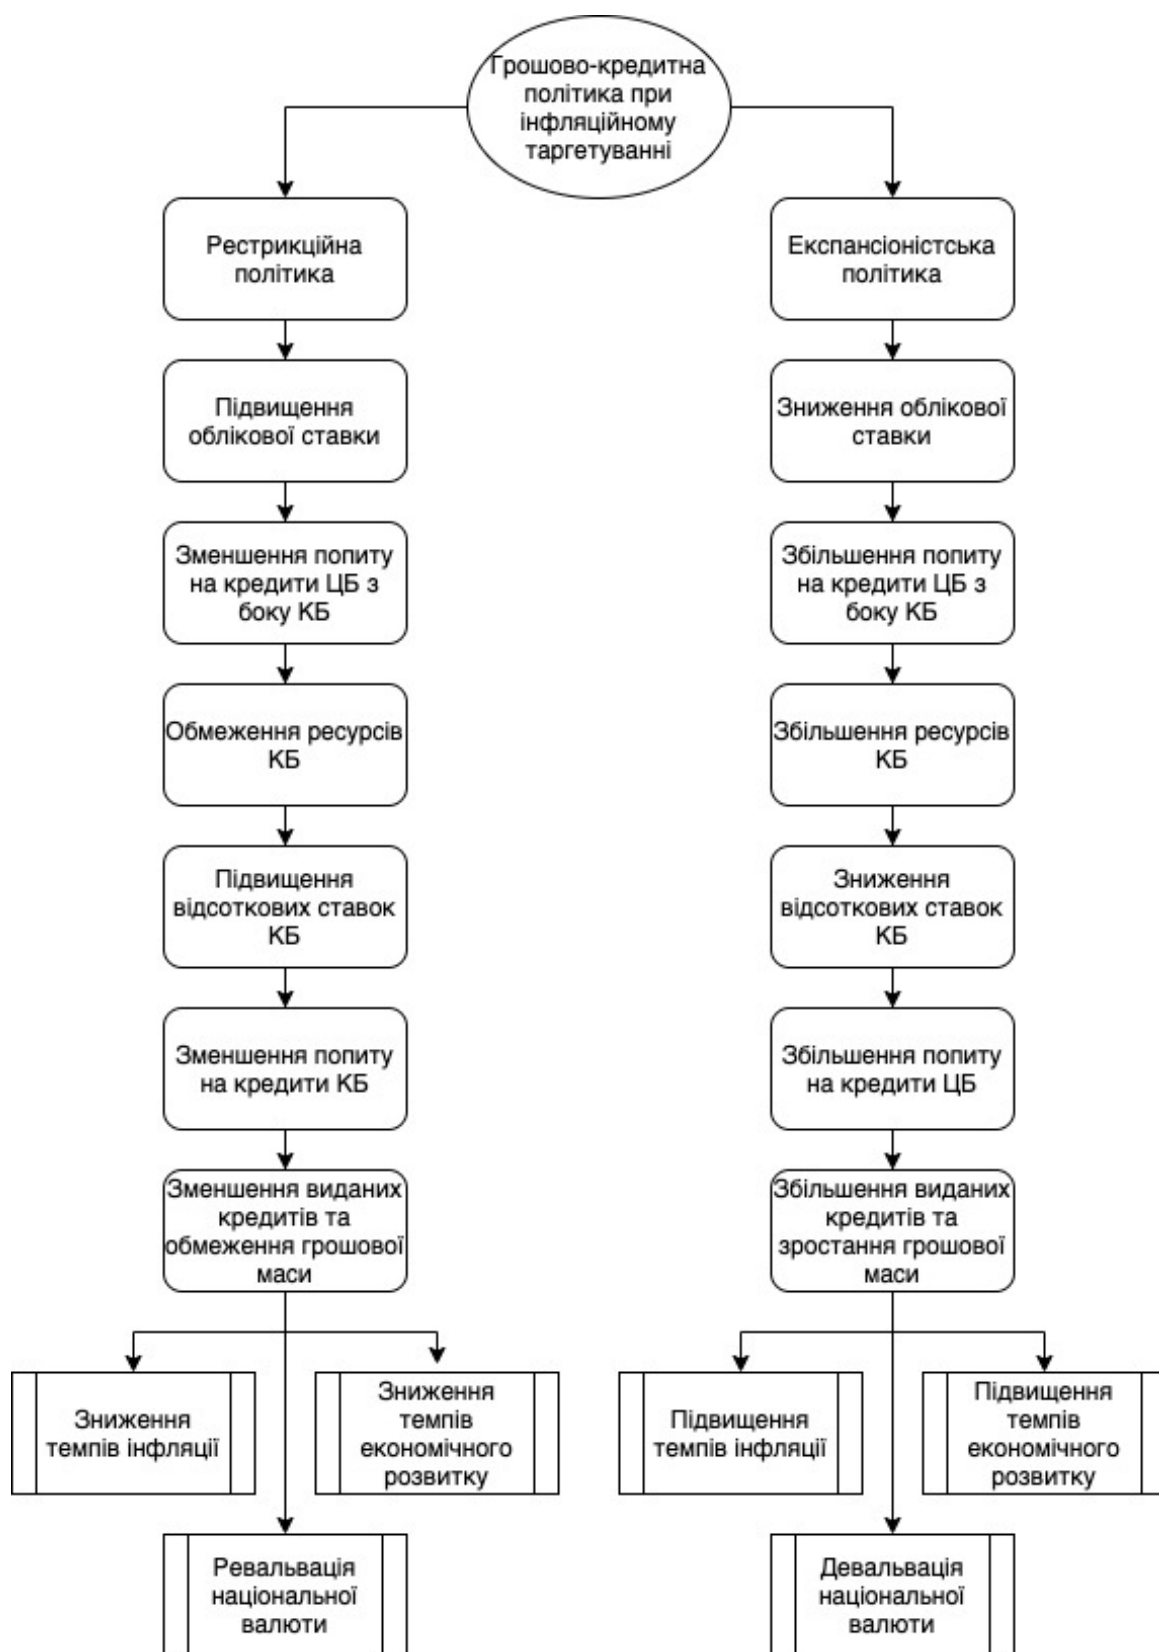 Грошово-кредитна
політика при
інфляційному
таргетуванні
Рестрикційна
політика
Підвищення
облікової ставки
Зменшення попиту
на кредити ЦБ з
боку КБ
Обмеження ресурсів
КБ
Підвищення
відсоткових ставок
КБ
Зменшення попиту
на кредити КБ
Зменшення виданих
кредитів та
обмеження грошової
маси
Зниження
темпів інфляції
Зниження
темпів
економічного
розвитку
Ревальвація
національної
валюти
Експансіоністська
політика
Зниження облікової
ставки
Збільшення попиту
на кредити ЦБ з
боку КБ
Збільшення ресурсів
КБ
Зниження
відсоткових ставок
КБ
Збільшення попиту
на кредити ЦБ
Збільшення виданих
кредитів та
зростання грошової
маси
Підвищення
темпів інфляції
Підвищення
темпів
економічного
розвитку
Девальвація
національної
валюти